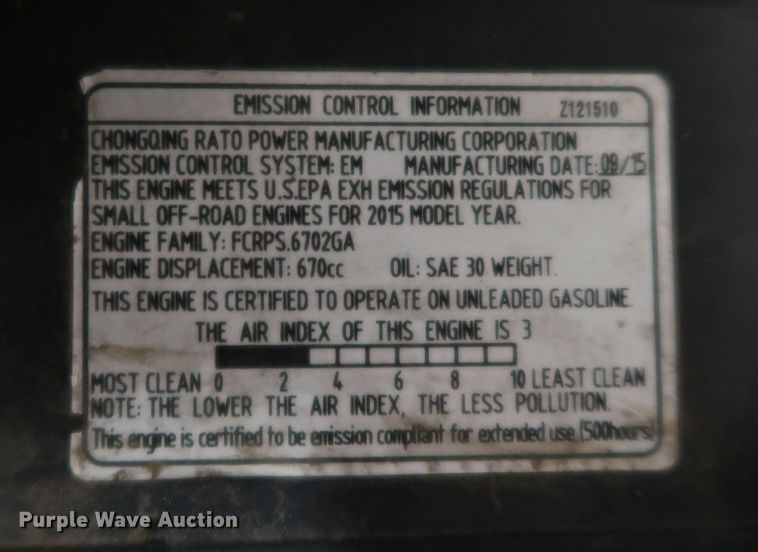 EMISSION CONTROL INFORMATION Z121510
CHONGQING RATO POWER MANUFACTURING CORPORATION
EMISSION CONTROL SYSTEM: EM MANUFACTURING DATE: 09/15
THIS ENGINE MEETS U.S.EPA EXH EMISSION REGULATIONS FOR
SMALL OFF-ROAD ENGINES FOR 2015 MODEL YEAR.
ENGINE FAMILY: FCRPS.6702GA
ENGINE DISPLACEMENT: 670cc OIL: SAE 30 WEIGHT.
THIS ENGINE IS CERTIFIED TO OPERATE ON UNLEADED GASOLINE.
THE AIR INDEX OF THIS ENGINE IS 3
MOST CLEAN 0 2 4 6 8 10 LEAST CLEAN
NOTE: THE LOWER THE AIR INDEX, THE LESS POLLUTION.
This engine is certified to be emission compliant for extended use (500hours)
Purple Wave Auction